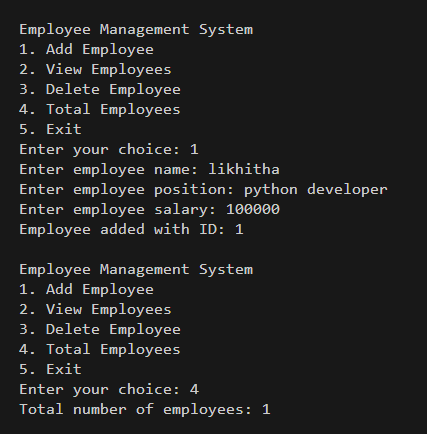 Employee Management System
1. Add Employee
2. View Employees
3. Delete Employee
4. Total Employees
5. Exit
Enter your choice: 1
Enter employee name: likhitha
Enter employee position: python developer
Enter employee salary: 100000
Employee added with ID: 1
Employee Management System
1. Add Employee
2. View Employees
3. Delete Employee
4. Total Employees
5. Exit
Enter your choice: 4
Total number of employees: 1